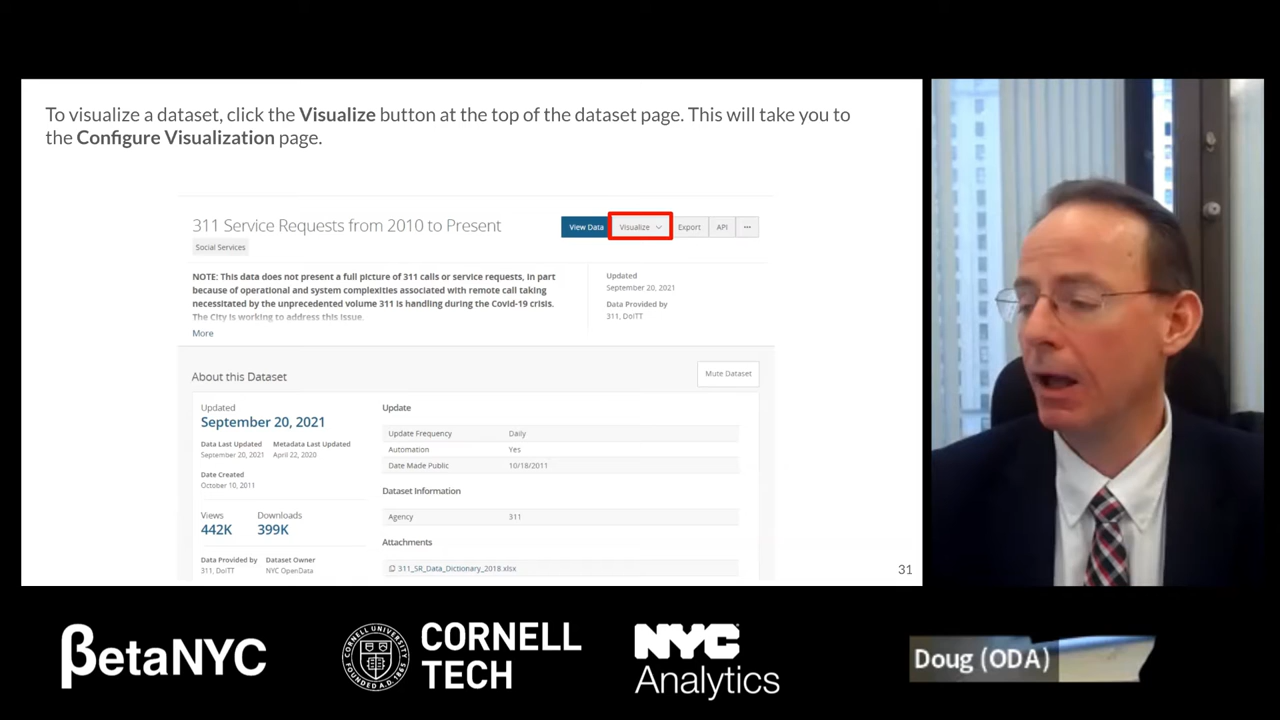 To visualize a dataset, click the Visualize button at the top of the dataset page. This will take you to
the Configure Visualization page.
311 Service Requests from 2010 to Present
View Data
Visualize
Export
API
Social Services
NOTE: This data does not present a full picture of 311 calls or service requests, in part
because of operational and system complexities associated with remote call taking
necessitated by the unprecedented volume 311 is handling during the Covid-19 crisis.
The City is working to address this issue.
More
Updated
September 20, 2021
Data Provided by
311, DoITT
About this Dataset
Mute Dataset
Updated
September 20, 2021
Data Last Updated Metadata Last Updated
September 20, 2021 April 22, 2020
Date Created
October 10, 2011
Views Downloads
442K 399K
Data Provided by Dataset Owner
311, DoITT NYC OpenData
Update
Update Frequency Daily
Automation Yes
Date Made Public 10/18/2011
Dataset Information
Agency 311
Attachments
311_SR_Data_Dictionary_2018.xlsx
31
βetaNYC
CORNELL
TECH
NYC
Analytics
Doug (ODA)